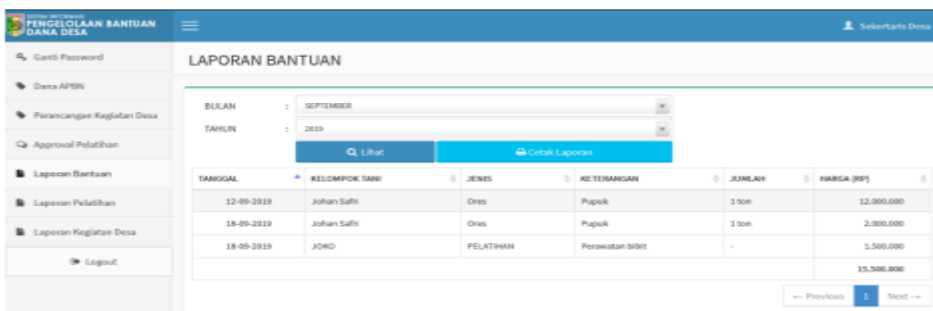 SISTEM INFORMASI
PENGELOLAAN BANTUAN
DANA DESA
Sekertaris Desa
Ganti Password
Dana APBN
Perancangan Kegiatan Desa
Approval Pelatihan
Laporan Bantuan
Laporan Pelatihan
Laporan Kegiatan Desa
Logout
LAPORAN BANTUAN
BULAN : SEPTEMBER
TAHUN : 2019
Lihat Cetak Laporan
TANGGAL KELOMPOK TANI JENIS KETERANGAN JUMLAH HARGA (RP)
12-09-2019 Johan Safri Ores Pupuk 1 ton 12.000.000
18-09-2019 Johan Safri Ores Pupuk 1 ton 2.000.000
18-09-2019 JOKO PELATIHAN Perawatan bibit - 1.500.000
15.500.000
← Previous 1 Next →